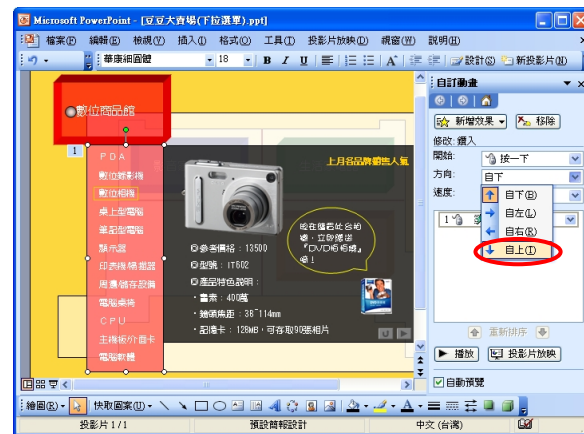 Microsoft PowerPoint - [豆豆大賣場(下拉選單).ppt]
檔案(F) 編輯(E) 檢視(V) 插入(I) 格式(O) 工具(T) 投影片放映(D) 視窗(W) 說明(H)
華康細圓體 18 B I U A 設計(S) 新投影片(N)
自訂動畫
新增效果 移除
修改: 鑽入
開始: 按一下
方向: 自下
速度:
自下(B)
自左(L)
自右(R)
自上(T)
1
重新排序
播放 投影片放映
自動預覽
數位商品館
1
PDA
數位錄影機
數位相機
桌上型電腦
筆記型電腦
顯示器
印表機/掃描器
周邊/儲存設備
電腦桌椅
CPU
主機板/介面卡
電腦軟體
上月名品牌銷售人氣
◎參考價格：13500
◎型號：IT602
◎產品特色說明：
‧畫素：400萬
‧變焦焦距：38~114mm
‧記憶卡：128MB，可存取90張相片
繪圖(R) 快取圖案(U) A
投影片 1 / 1 預設簡報設計 中文 (台灣)